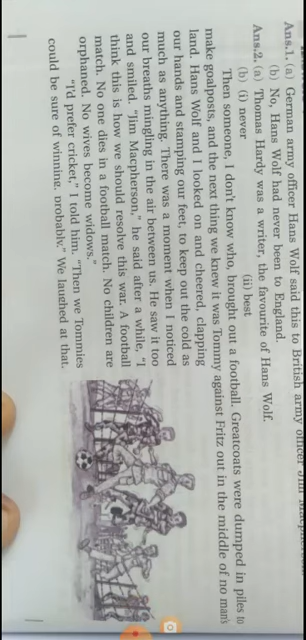 Ans.1. (a) German army officer Hans Wolf said this to British army officer Jim
(b) No, Hans Wolf had never been to England.
Ans.2. (a) Thomas Hardy was a writer, the favourite of Hans Wolf.
(b) (i) never (ii) best
Then someone, I don't know who, brought out a football. Greatcoats were dumped in piles to
make goalposts, and the next thing we knew it was Tommy against Fritz out in the middle of no man's
land. Hans Wolf and I looked on and cheered, clapping
our hands and stamping our feet, to keep out the cold as
much as anything. There was a moment when I noticed
our breaths mingling in the air between us. He saw it too
and smiled. "Jim Macpherson," he said after a while, "I
think this is how we should resolve this war. A football
match. No one dies in a football match. No children are
orphaned. No wives become widows."
"I'd prefer cricket," I told him. "Then we Tommies
could be sure of winning, probably." We laughed at that,